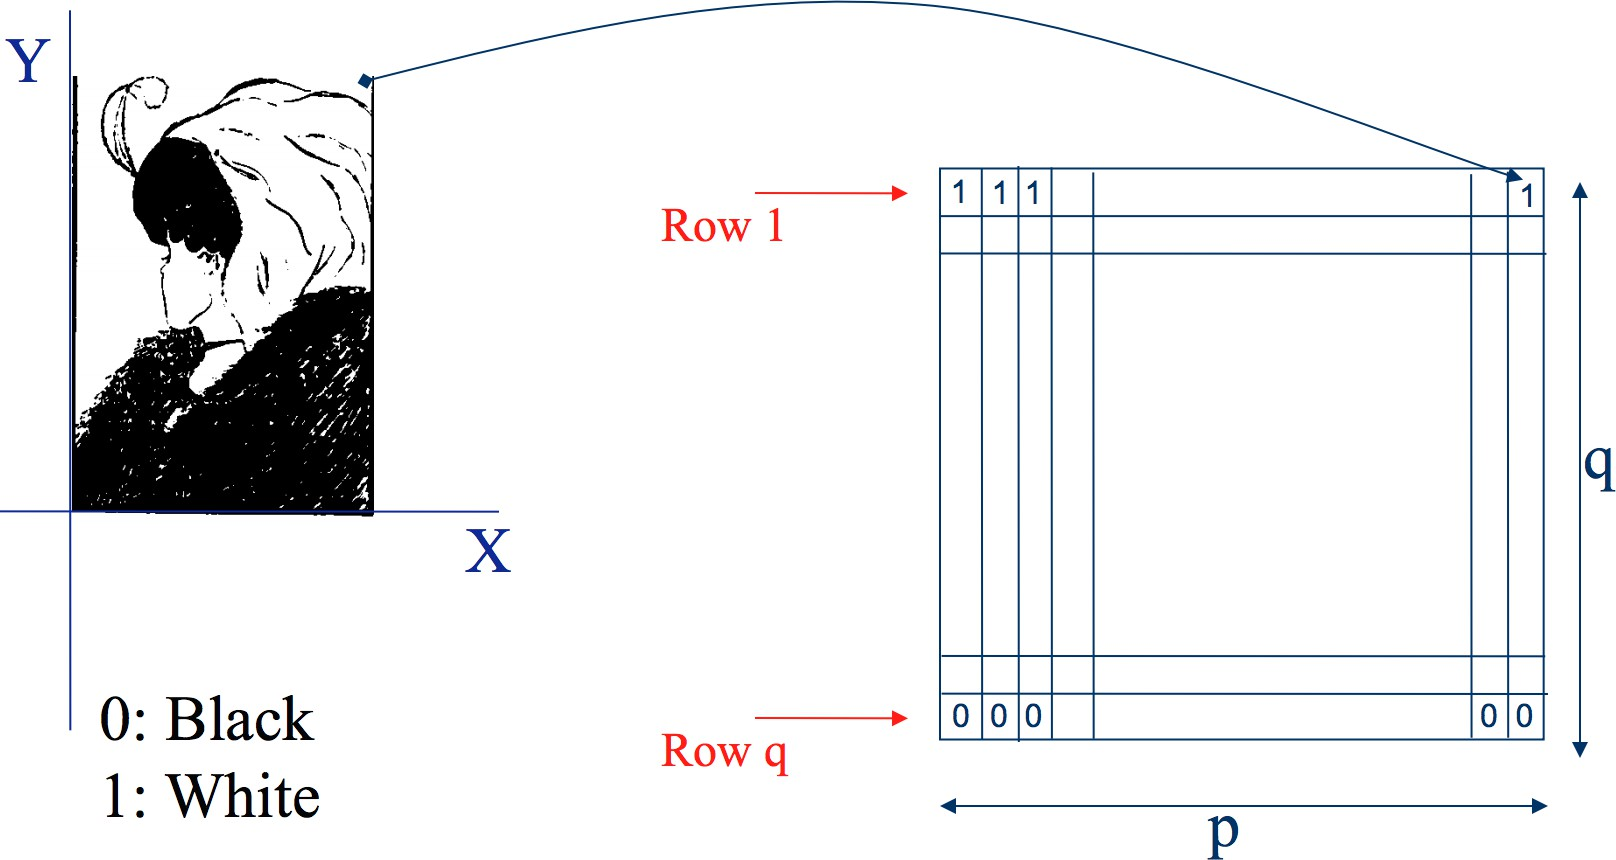 Y
X
0: Black
1: White
Row 1
1 1 1 1
Row q
0 0 0 0 0
q
p